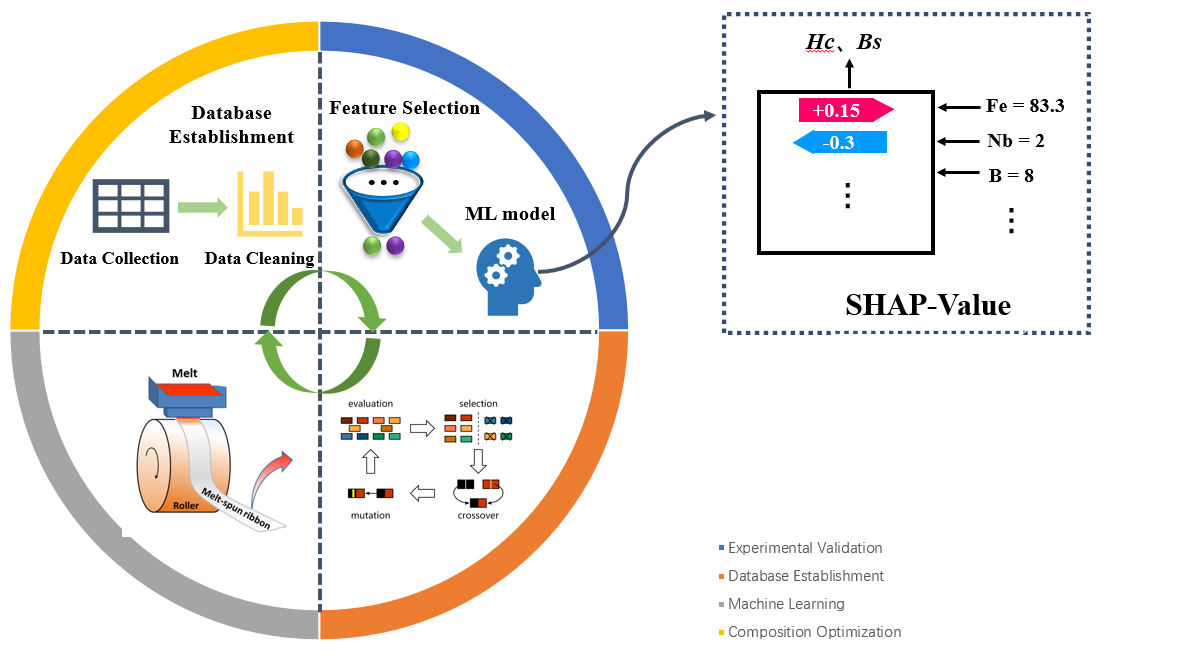 Database
Establishment
Data Collection
Data Cleaning
Feature Selection
ML model
Hc、Bs
+0.15
-0.3
Fe = 83.3
Nb = 2
B = 8
SHAP-Value
Melt
Roller
Melt-spun ribbon
evaluation
selection
mutation
crossover
Experimental Validation
Database Establishment
Machine Learning
Composition Optimization